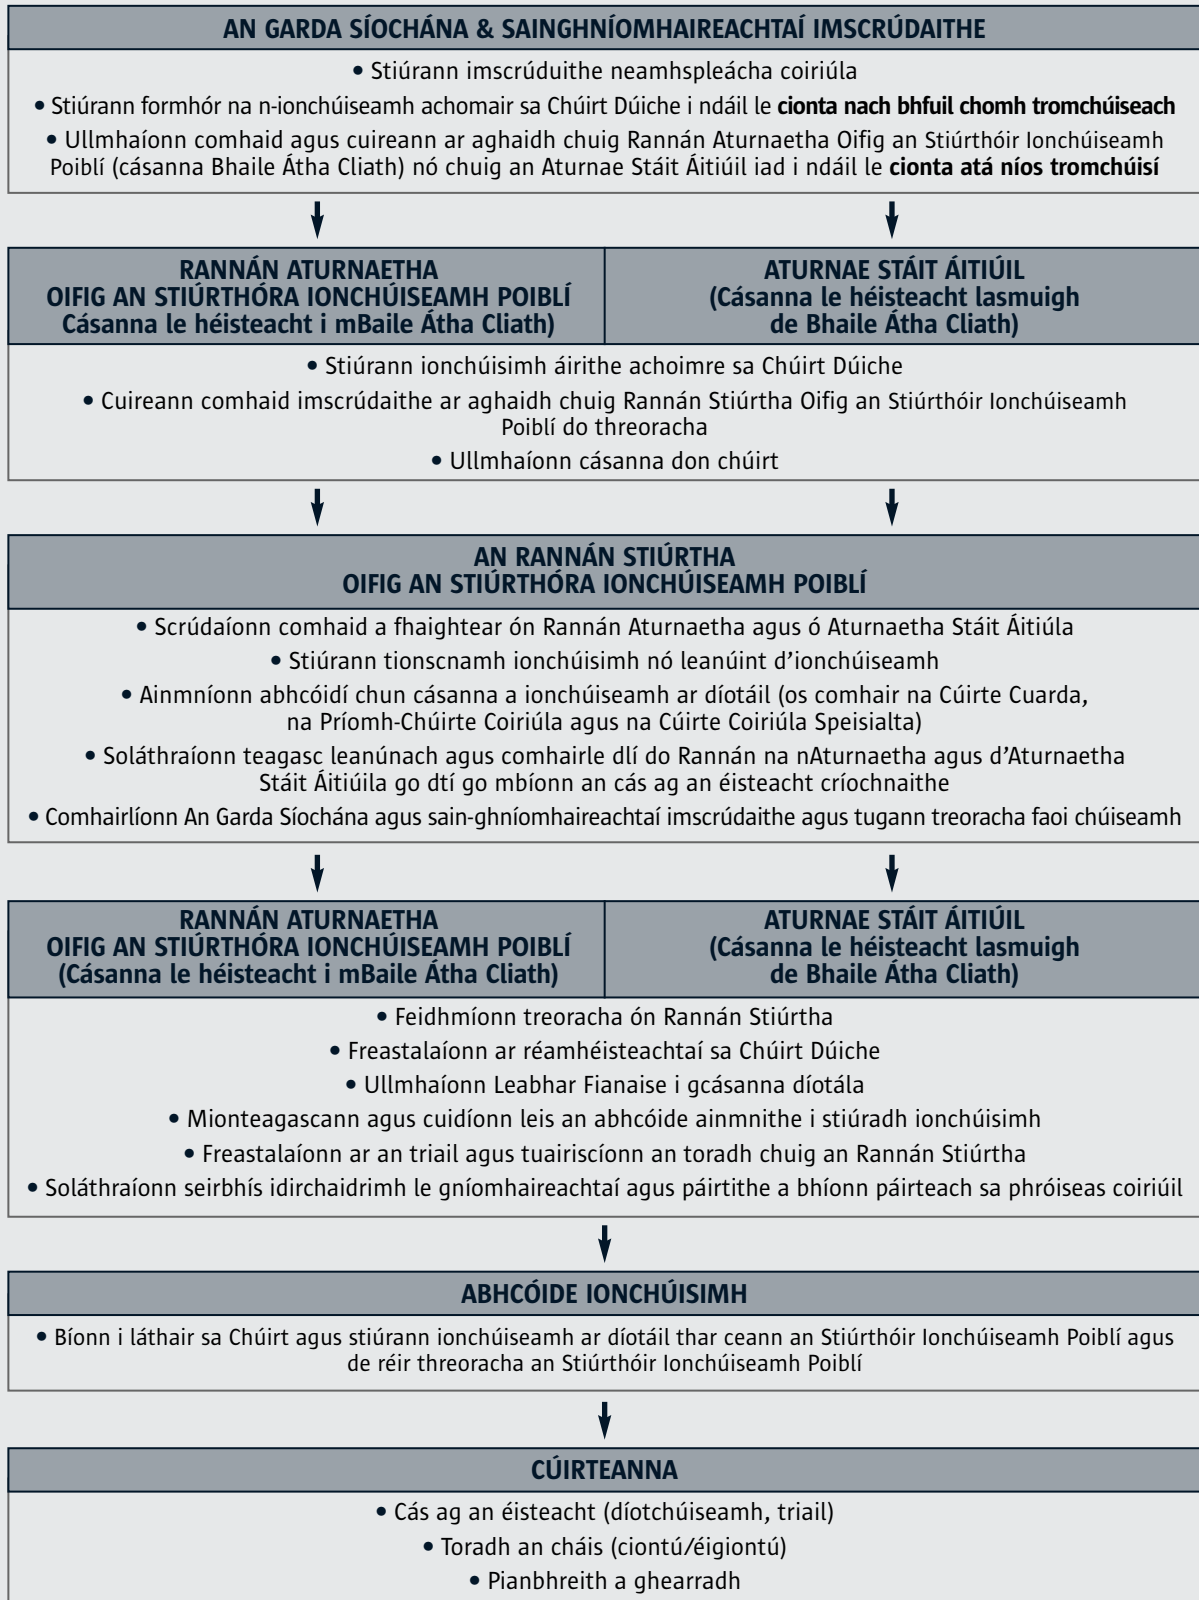 AN GARDA SÍOCHÁNA & SAINGHNÍOMHAIREACHTAÍ IMSCRÚDAITHE
• Stiúrann imscrúduithe neamhspleácha coiriúla
• Stiúrann formhór na n-ionchúiseamh achomair sa Chúirt Dúiche i ndáil le cionta nach bhfuil chomh tromchúiseach
• Ullmhaíonn comhaid agus cuireann ar aghaidh chuig Rannán Aturnaetha Oifig an Stiúrthóir Ionchúiseamh
Poiblí (cásanna Bhaile Átha Cliath) nó chuig an Aturnae Stáit Áitiúil iad i ndáil le cionta atá níos tromchúisí
RANNÁN ATURNAETHA
OIFIG AN STIÚRTHÓRA IONCHÚISEAMH POIBLÍ
Cásanna le héisteacht i mBaile Átha Cliath)
ATURNAE STÁIT ÁITIÚIL
(Cásanna le héisteacht lasmuigh
de Bhaile Átha Cliath)
• Stiúrann ionchúisimh áirithe achoimre sa Chúirt Dúiche
• Cuireann comhaid imscrúdaithe ar aghaidh chuig Rannán Stiúrtha Oifig an Stiúrthóir Ionchúiseamh
Poiblí do threoracha
• Ullmhaíonn cásanna don chúirt
AN RANNÁN STIÚRTHA
OIFIG AN STIÚRTHÓRA IONCHÚISEAMH POIBLÍ
• Scrúdaíonn comhaid a fhaightear ón Rannán Aturnaetha agus ó Aturnaetha Stáit Áitiúla
• Stiúrann tionscnamh ionchúisimh nó leanúint d'ionchúiseamh
• Ainmníonn abhcóidí chun cásanna a ionchúiseamh ar díotáil (os comhair na Cúirte Cuarda,
na Príomh-Chúirte Coiriúla agus na Cúirte Coiriúla Speisialta)
• Soláthraíonn teagasc leanúnach agus comhairle dlí do Rannán na nAturnaetha agus d'Aturnaetha
Stáit Áitiúila go dtí go mbíonn an cás ag an éisteacht críochnaithe
• Comhairlíonn An Garda Síochána agus sain-ghníomhaireachtaí imscrúdaithe agus tugann treoracha faoi chúiseamh
RANNÁN ATURNAETHA
OIFIG AN STIÚRTHÓRA IONCHÚISEAMH POIBLÍ
(Cásanna le héisteacht i mBaile Átha Cliath)
ATURNAE STÁIT ÁITIÚIL
(Cásanna le héisteacht lasmuigh
de Bhaile Átha Cliath)
• Feidhmíonn treoracha ón Rannán Stiúrtha
• Freastalaíonn ar réamhéisteachtaí sa Chúirt Dúiche
• Ullmhaíonn Leabhar Fianaise i gcásanna díotála
• Mionteagascann agus cuidíonn leis an abhcóide ainmnithe i stiúradh ionchúisimh
• Freastalaíonn ar an triail agus tuairiscíonn an toradh chuig an Rannán Stiúrtha
• Soláthraíonn seirbhís idirchaidrimh le gníomhaireachtaí agus páirtithe a bhíonn páirteach sa phróiseas coiriúil
ABHCÓIDE IONCHÚISIMH
• Bíonn i láthair sa Chúirt agus stiúrann ionchúiseamh ar díotáil thar ceann an Stiúrthóir Ionchúiseamh Poiblí agus
de réir threoracha an Stiúrthóir Ionchúiseamh Poiblí
CÚIRTEANNA
• Cás ag an éisteacht (díotchúiseamh, triail)
• Toradh an cháis (ciontú/éigiontú)
• Pianbhreith a ghearradh